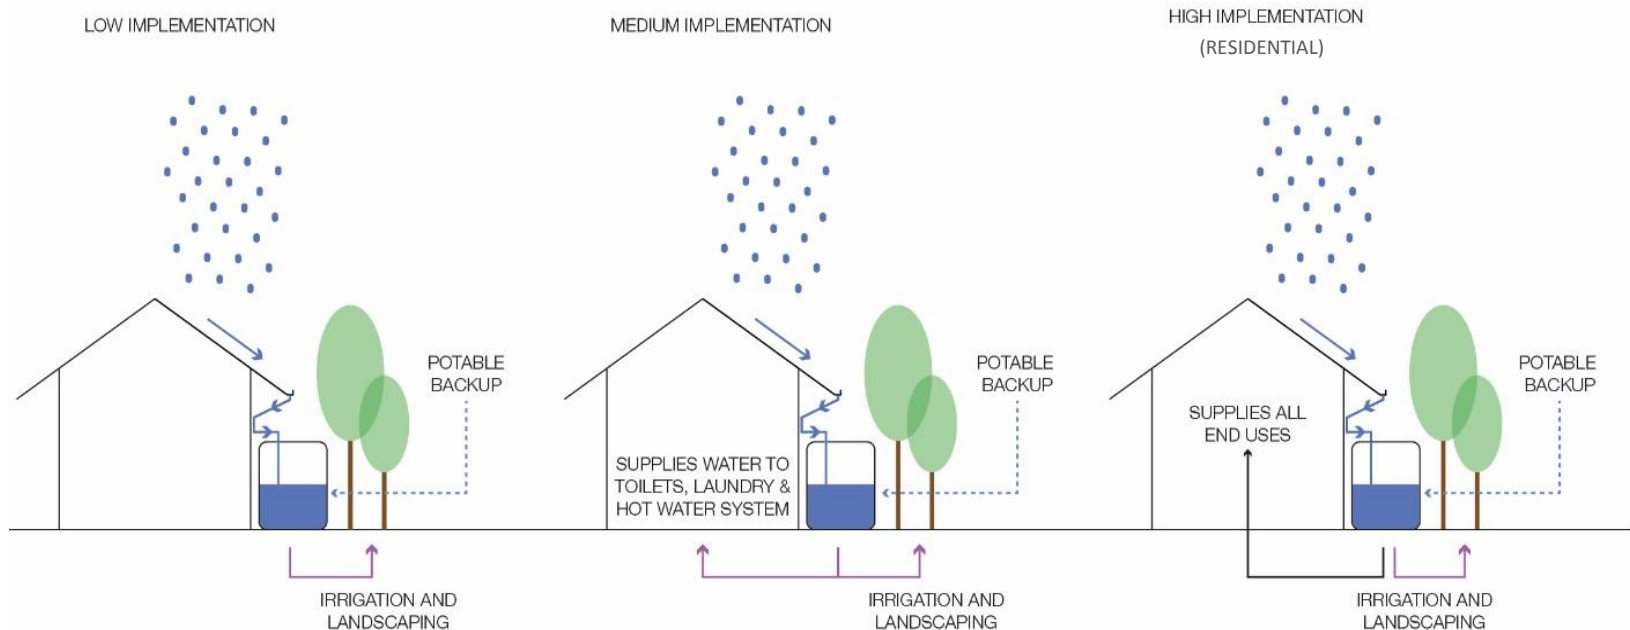 LOW IMPLEMENTATION
MEDIUM IMPLEMENTATION
HIGH IMPLEMENTATION
(RESIDENTIAL)
POTABLE
BACKUP
IRRIGATION AND
LANDSCAPING
POTABLE
BACKUP
SUPPLIES WATER TO
TOILETS, LAUNDRY &
HOT WATER SYSTEM
IRRIGATION AND
LANDSCAPING
POTABLE
BACKUP
SUPPLIES ALL
END USES
IRRIGATION AND
LANDSCAPING